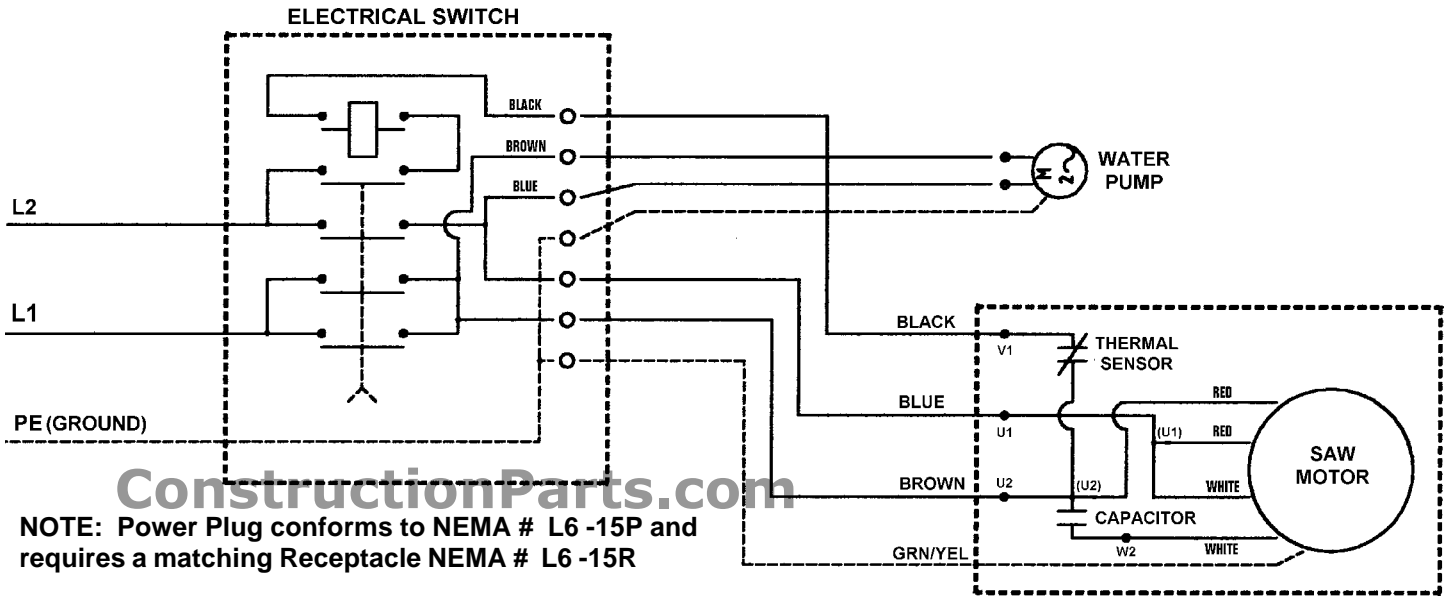 ELECTRICAL SWITCH
BLACK
BROWN
BLUE
WATER
PUMP
M
2~
L2
L1
PE (GROUND)
BLACK
V1
THERMAL
SENSOR
BLUE
U1
(U1)
RED
RED
SAW
MOTOR
BROWN
U2
(U2)
WHITE
CAPACITOR
W2
WHITE
GRN/YEL
ConstructionParts.com
NOTE: Power Plug conforms to NEMA # L6 -15P and
requires a matching Receptacle NEMA # L6 -15R